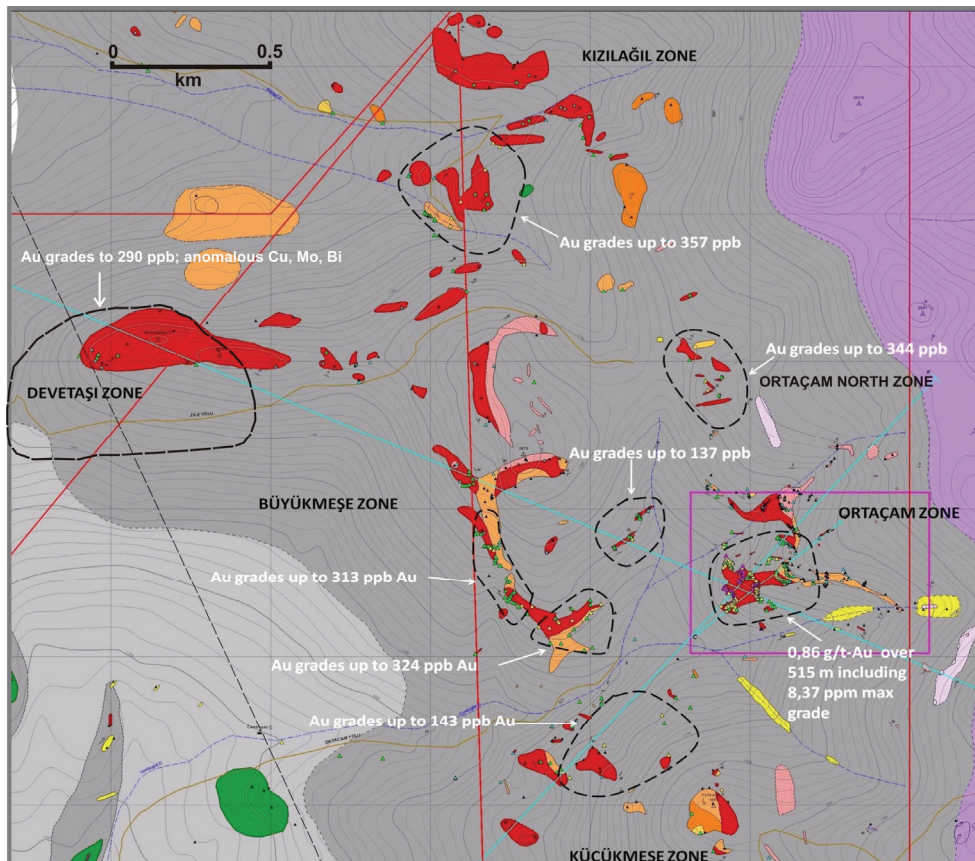 0 0.5
km
KIZILAĞIL ZONE
Au grades up to 357 ppb
Au grades to 290 ppb; anomalous Cu, Mo, Bi
DEVETAŞI ZONE
Au grades up to 344 ppb
ORTAÇAM NORTH ZONE
Au grades up to 137 ppb
BÜYÜKMEŞE ZONE
ORTAÇAM ZONE
Au grades up to 313 ppb Au
Au grades up to 324 ppb Au
0,86 g/t-Au over
515 m including
8,37 ppm max
grade
Au grades up to 143 ppb Au
ORTAÇAM YOLU
KÜÇÜKMEŞE ZONE